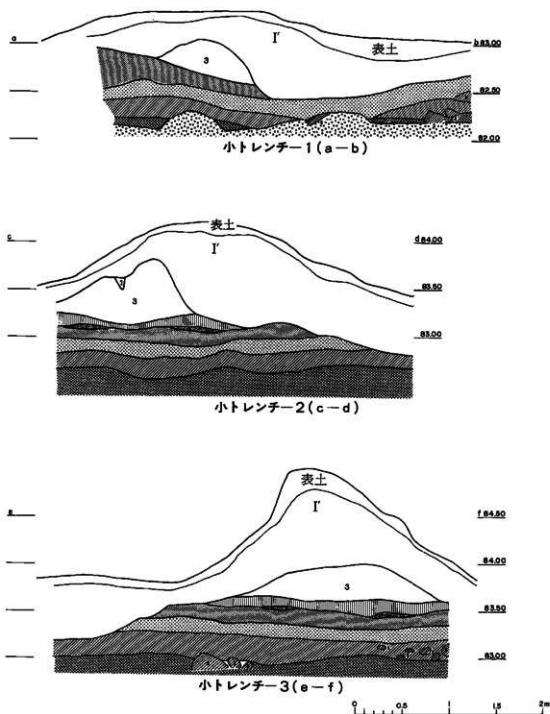 a
I'
表土
b 83.00
3
82.50
82.00
小トレンチ-1(a-b)
c
表土
I'
d 84.00
83.50
3
83.00
小トレンチ-2(c-d)
e
表土
I'
f 84.50
84.00
3
83.50
83.00
小トレンチ-3(e-f)
0 0.5 1 1.5 2m